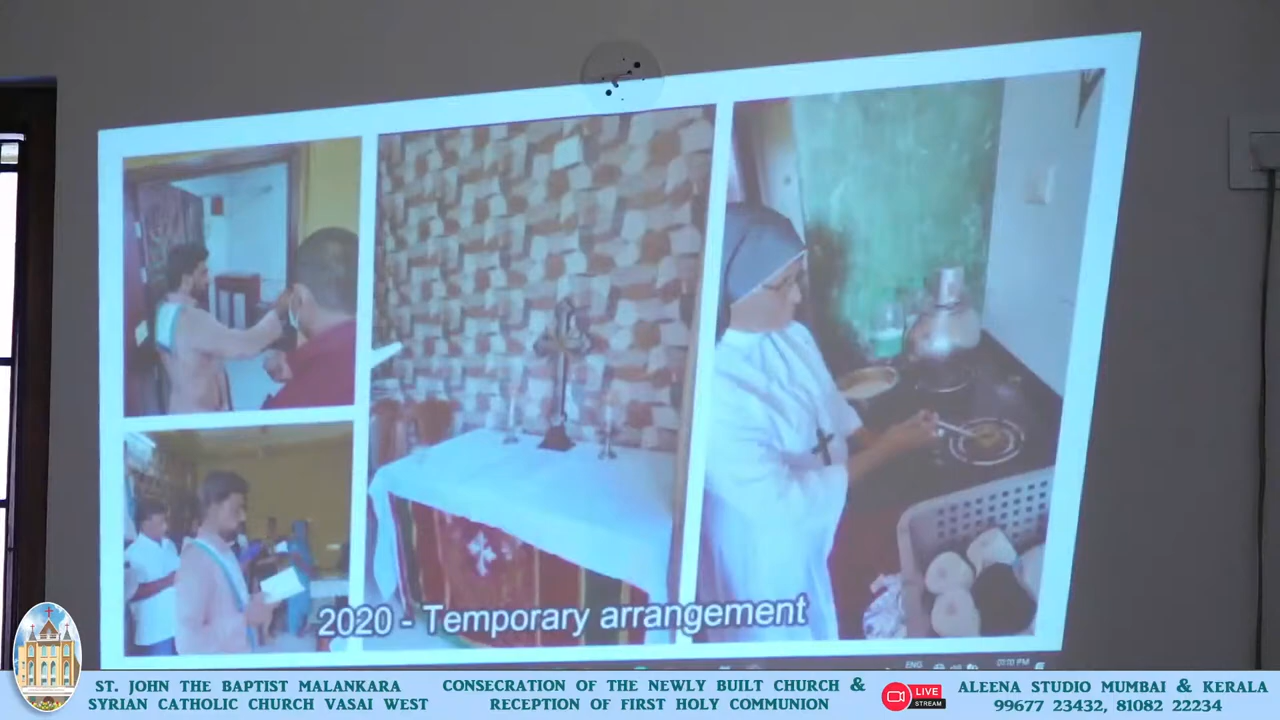 2020 - Temporary arrangement
ENG
ST. JOHN THE BAPTIST MALANKARA
SYRIAN CATHOLIC CHURCH VASAI WEST
CONSECRATION OF THE NEWLY BUILT CHURCH &
RECEPTION OF FIRST HOLY COMMUNION
LIVE
STREAM
ALEENA STUDIO MUMBAI & KERALA
99677 23432, 81082 22234